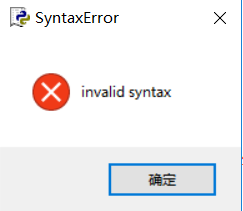 SyntaxError
invalid syntax
确定